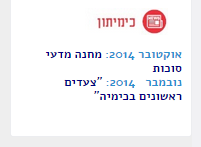 כימיתון
אוקטובר 2014: מחנה מדעי
סוכות
נובמבר 2014: "צעדים
ראשונים בכימיה"